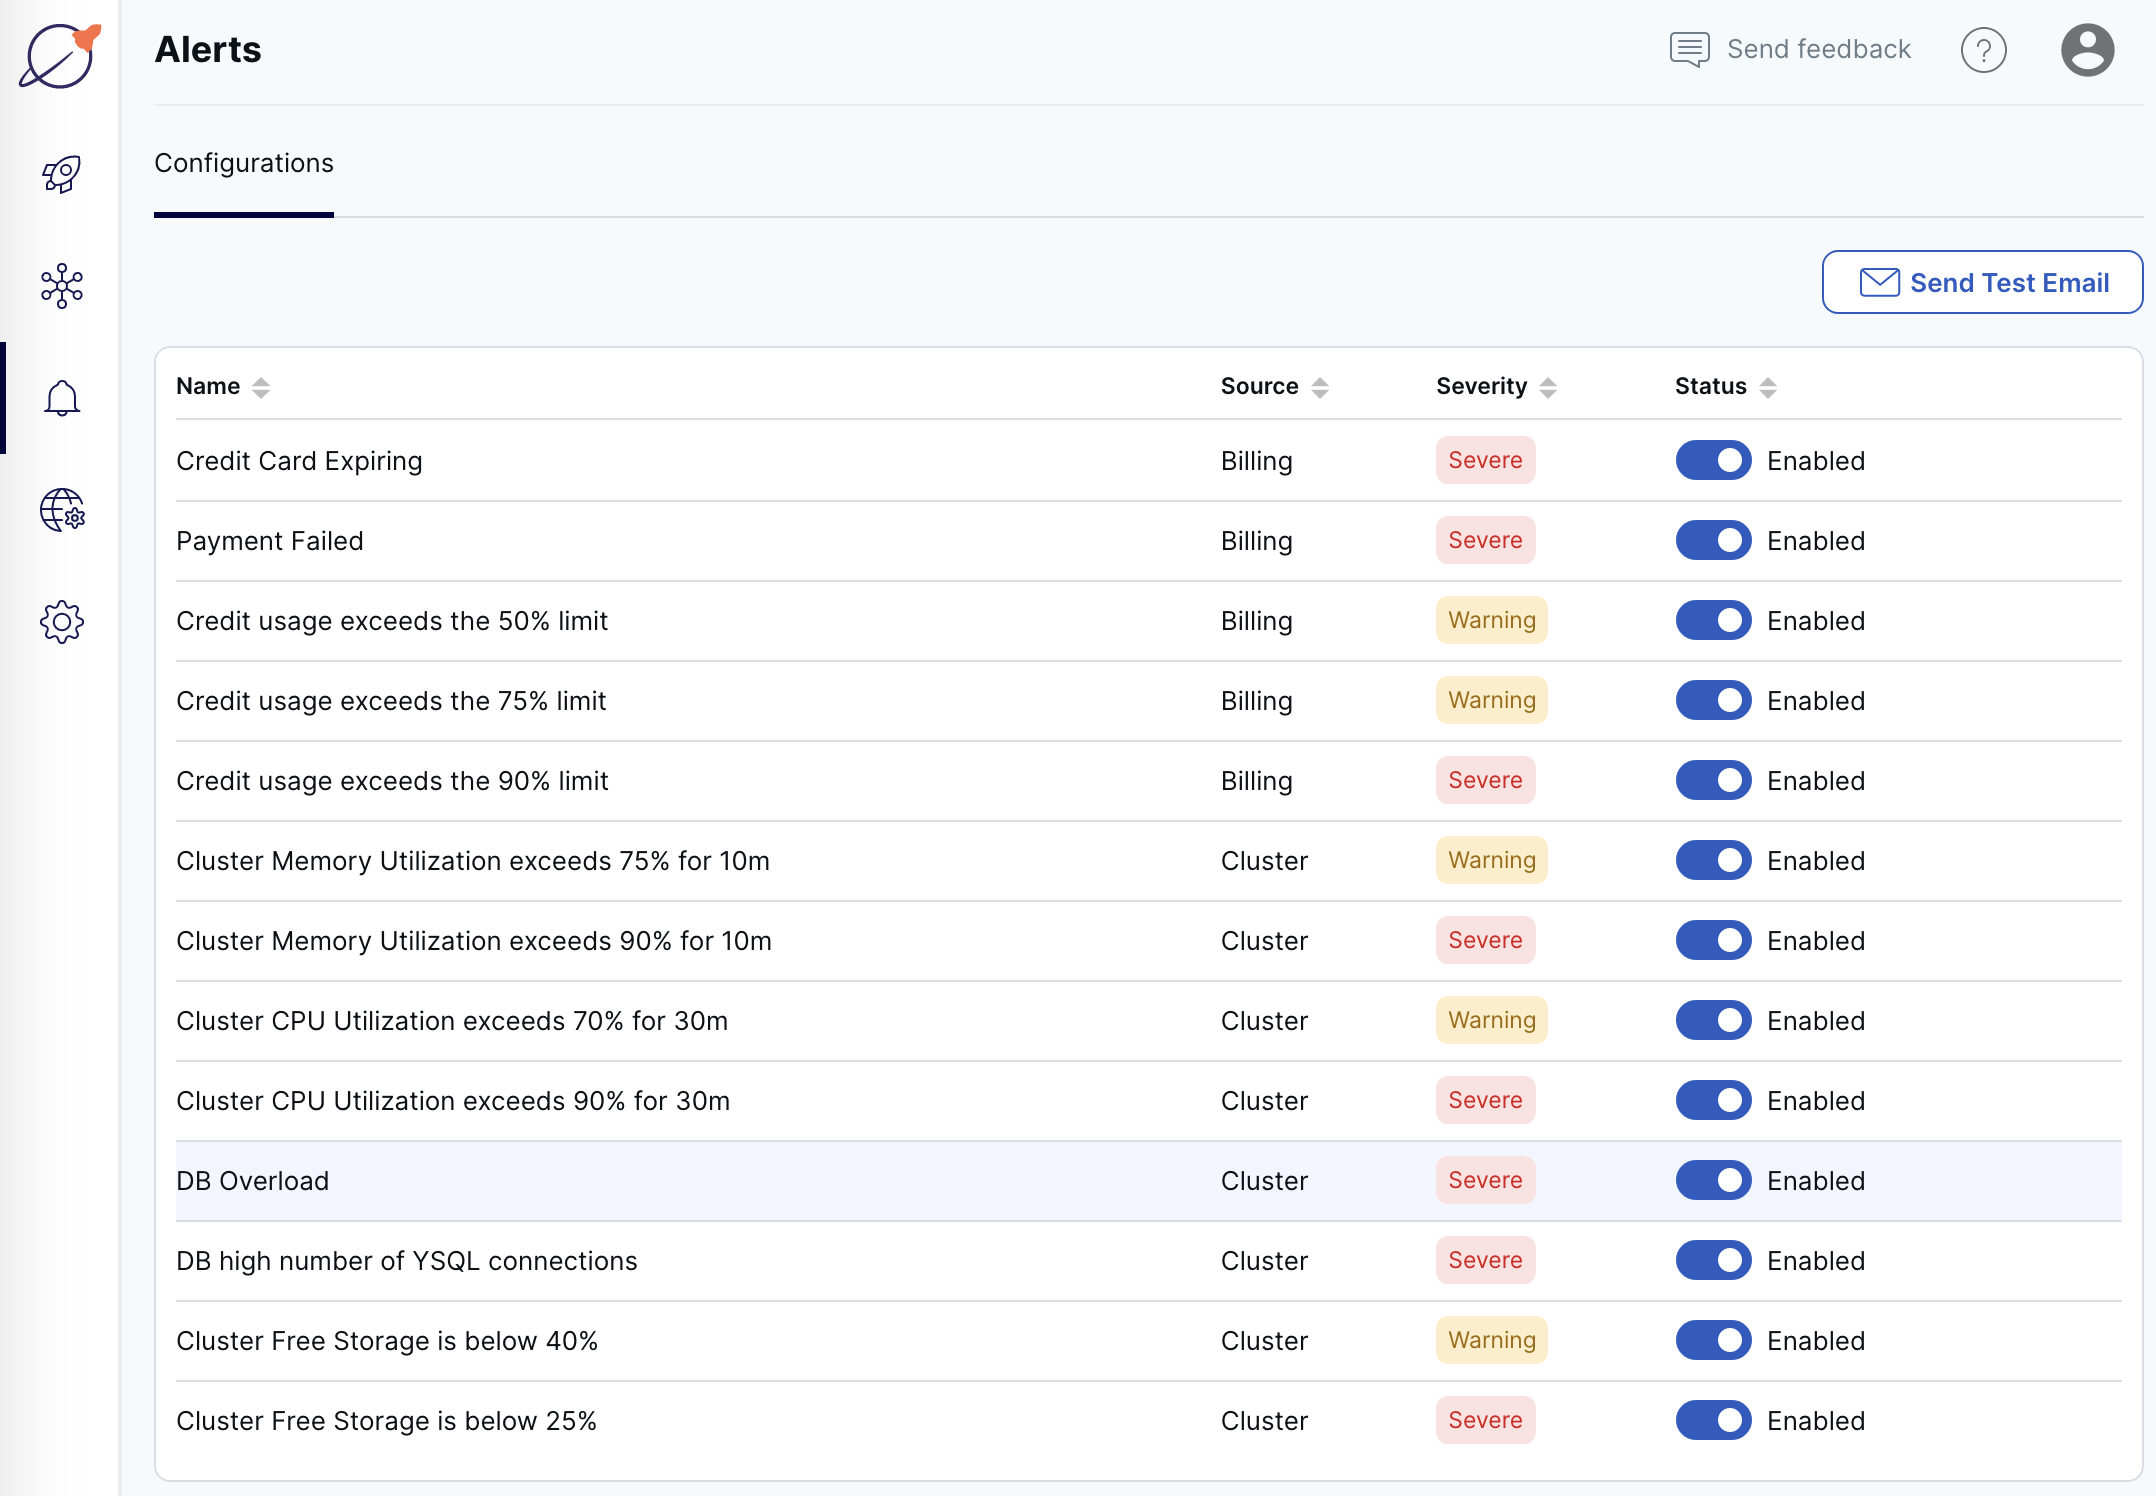 Alerts
Send feedback
?
Configurations
Send Test Email
Name Source Severity Status
Credit Card Expiring Billing Severe Enabled
Payment Failed Billing Severe Enabled
Credit usage exceeds the 50% limit Billing Warning Enabled
Credit usage exceeds the 75% limit Billing Warning Enabled
Credit usage exceeds the 90% limit Billing Severe Enabled
Cluster Memory Utilization exceeds 75% for 10m Cluster Warning Enabled
Cluster Memory Utilization exceeds 90% for 10m Cluster Severe Enabled
Cluster CPU Utilization exceeds 70% for 30m Cluster Warning Enabled
Cluster CPU Utilization exceeds 90% for 30m Cluster Severe Enabled
DB Overload Cluster Severe Enabled
DB high number of YSQL connections Cluster Severe Enabled
Cluster Free Storage is below 40% Cluster Warning Enabled
Cluster Free Storage is below 25% Cluster Severe Enabled